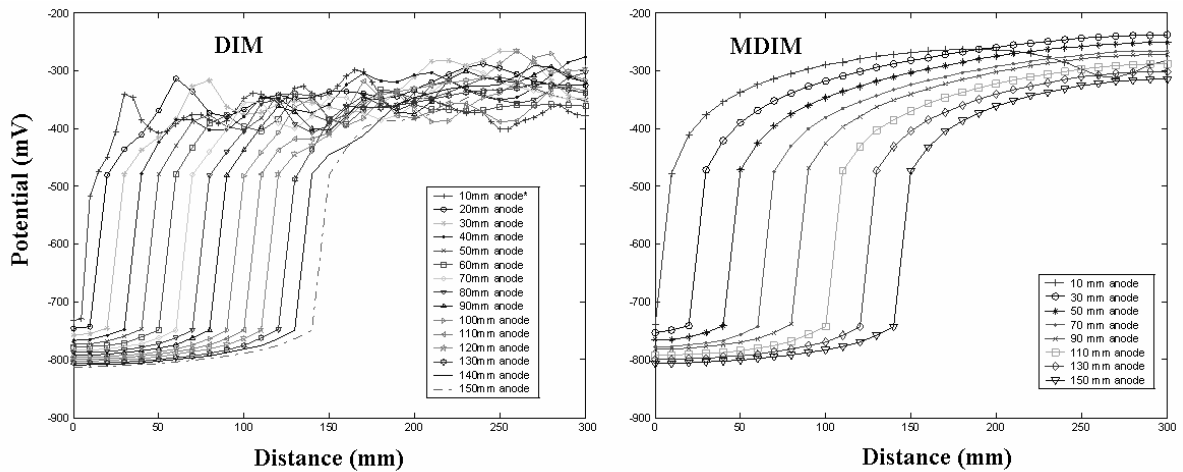 DIM
Potential (mV)
-200
-300
-400
-500
-600
-700
-800
-900
0
50
100
150
200
250
300
Distance (mm)
10mm anode*
20mm anode
30mm anode
40mm anode
50mm anode
60mm anode
70mm anode
80mm anode
90mm anode
100mm anode
110mm anode
120mm anode
130mm anode
140mm anode
150mm anode
MDIM
-200
-300
-400
-500
-600
-700
-800
-900
0
50
100
150
200
250
300
Distance (mm)
10 mm anode
30 mm anode
50 mm anode
70 mm anode
90 mm anode
110 mm anode
130 mm anode
150 mm anode